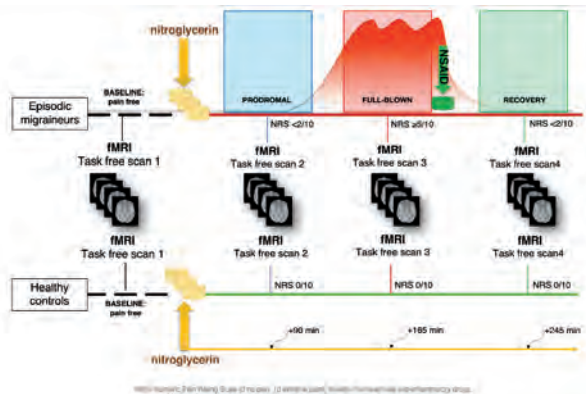 nitroglycerin
NSAID
BASELINE:
pain free
PRODROMAL
FULL-BLOWN
RECOVERY
Episodic
migraineurs
NRS <2/10
NRS ≥5/10
NRS <2/10
fMRI
Task free scan 1
fMRI
Task free scan 2
fMRI
Task free scan 3
fMRI
Task free scan4
fMRI
Task free scan 1
fMRI
Task free scan 2
fMRI
Task free scan 3
fMRI
Task free scan4
Healthy
controls
NRS 0/10
NRS 0/10
NRS 0/10
BASELINE:
pain free
+90 min
+165 min
+245 min
nitroglycerin